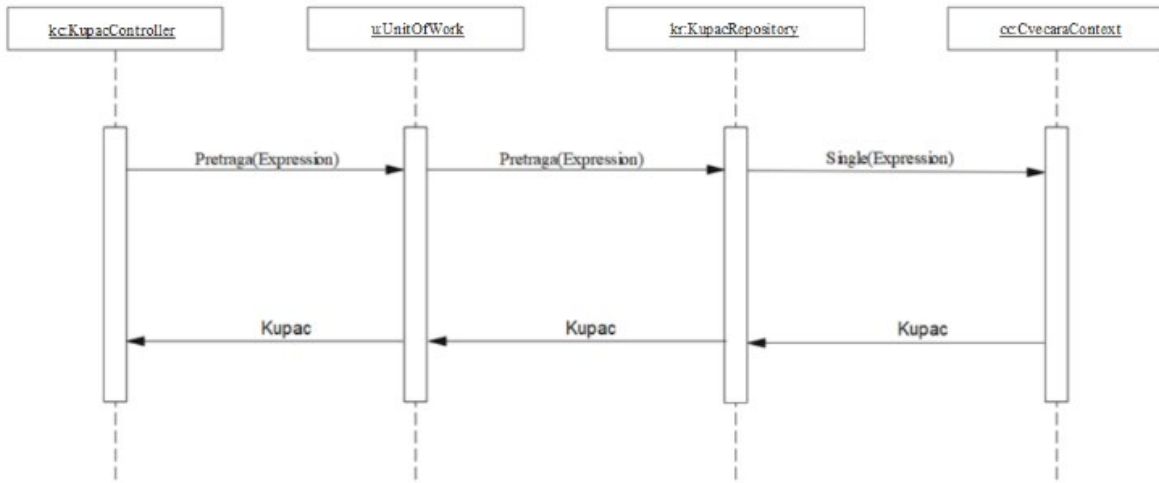 kc:KupacController
u:UnitOfWork
kr:KupacRepository
cc:CvecaraContext
Pretraga(Expression)
Pretraga(Expression)
Single(Expression)
Kupac
Kupac
Kupac